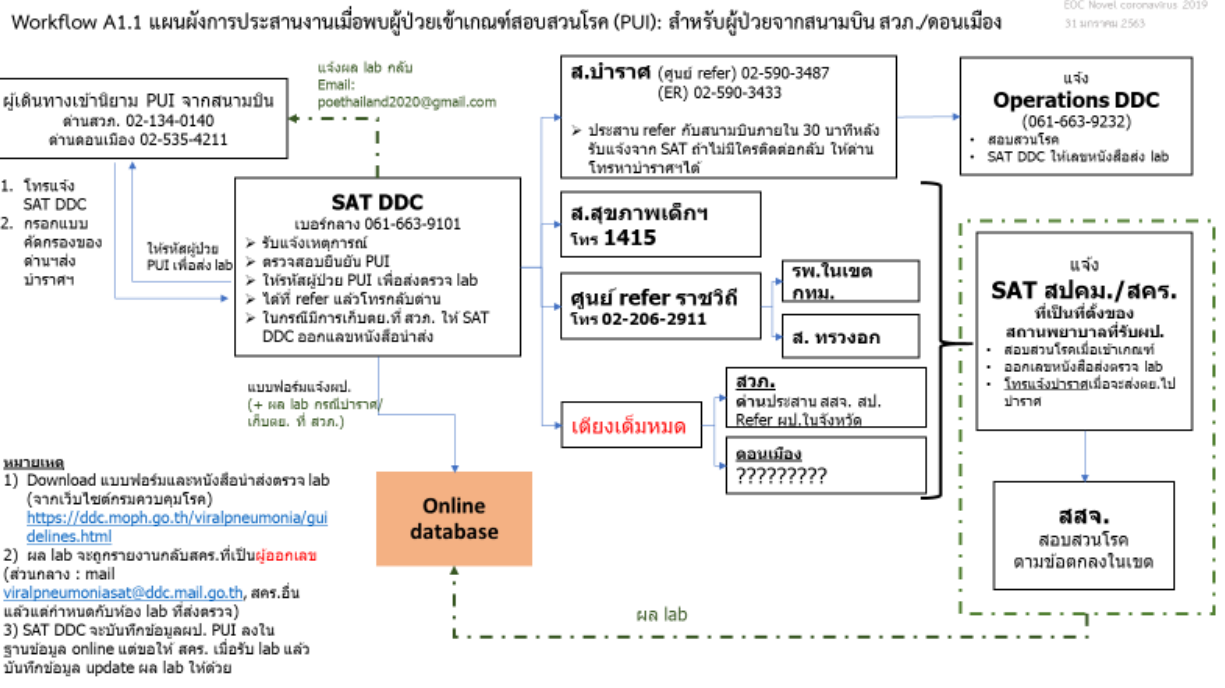 EOC Novel coronavirus 2019
31 มกราคม 2563
Workflow A1.1 แผนผังการประสานงานเมื่อพบผู้ป่วยเข้าเกณฑ์สอบสวนโรค (PUI): สำหรับผู้ป่วยจากสนามบิน สวภ./ดอนเมือง
ผู้เดินทางเข้านิยาม PUI จากสนามบิน
ด่านสวภ. 02-134-0140
ด่านดอนเมือง 02-535-4211
แจ้งผล lab กลับ
Email:
poethailand2020@gmail.com
1. โทรแจ้ง
SAT DDC
2. กรอกแบบ
คัดกรองของ
ด่านฯส่ง
บำราศฯ
ให้รหัสผู้ป่วย
PUI เพื่อส่ง lab
SAT DDC
เบอร์กลาง 061-663-9101
➢ รับแจ้งเหตุการณ์
➢ ตรวจสอบยืนยัน PUI
➢ ให้รหัสผู้ป่วย PUI เพื่อส่งตรวจ lab
➢ ได้ที่ refer แล้วโทรกลับด่าน
➢ ในกรณีมีการเก็บตย.ที่ สวภ. ให้ SAT
DDC ออกเลขหนังสือนำส่ง
ส.บำราศ (ศูนย์ refer) 02-590-3487
(ER) 02-590-3433
➢ ประสาน refer กับสนามบินภายใน 30 นาทีหลัง
รับแจ้งจาก SAT ถ้าไม่มีใครติดต่อกลับ ให้ด่าน
โทรหาบำราศฯได้
แจ้ง
Operations DDC
(061-663-9232)
• สอบสวนโรค
• SAT DDC ให้เลขหนังสือส่ง lab
ส.สุขภาพเด็กฯ
โทร 1415
ศูนย์ refer ราชวิถี
โทร 02-206-2911
รพ.ในเขต
กทม.
ส. ทรวงอก
เตียงเต็มหมด
สวภ.
ด่านประสาน สสจ. สป.
Refer ผป.ในจังหวัด
ดอนเมือง
?????????
แจ้ง
SAT สปคม./สคร.
ที่เป็นที่ตั้งของ
สถานพยาบาลที่รับผป.
• สอบสวนโรคเมื่อเข้าเกณฑ์
• ออกเลขหนังสือส่งตรวจ lab
• โทรแจ้งบำราศเมื่อจะส่งตย.ไป
บำราศ
สสจ.
สอบสวนโรค
ตามข้อตกลงในเขต
แบบฟอร์มแจ้งผป.
(+ ผล lab กรณีบำราศ/
เก็บตย. ที่ สวภ.)
Online
database
ผล lab
หมายเหตุ
1) Download แบบฟอร์มและหนังสือนำส่งตรวจ lab
(จากเว็บไซต์กรมควบคุมโรค)
https://ddc.moph.go.th/viralpneumonia/gui
delines.html
2) ผล lab จะถูกรายงานกลับสคร.ที่เป็นผู้ออกเลข
(ส่วนกลาง : mail
viralpneumoniasat@ddc.mail.go.th, สคร.อื่น
แล้วแต่กำหนดกับห้อง lab ที่ส่งตรวจ)
3) SAT DDC จะบันทึกข้อมูลผป. PUI ลงใน
ฐานข้อมูล online แต่ขอให้ สคร. เมื่อรับ lab แล้ว
บันทึกข้อมูล update ผล lab ให้ด้วย